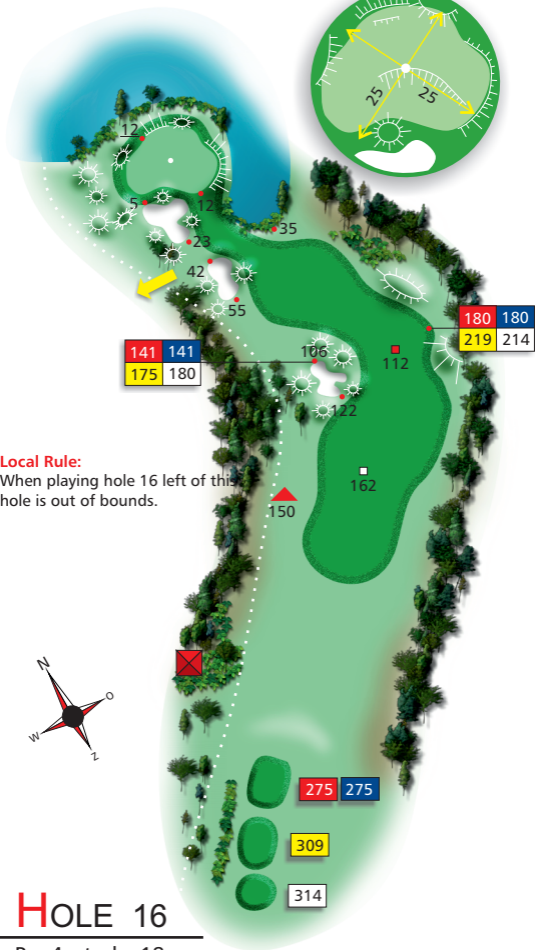 25
25
12
5
12
23
35
42
55
180 180
219 214
141 141
175 180
106
112
122
Local Rule:
When playing hole 16 left of this
hole is out of bounds.
162
150
N
O
W
Z
275 275
309
314
HOLE 16